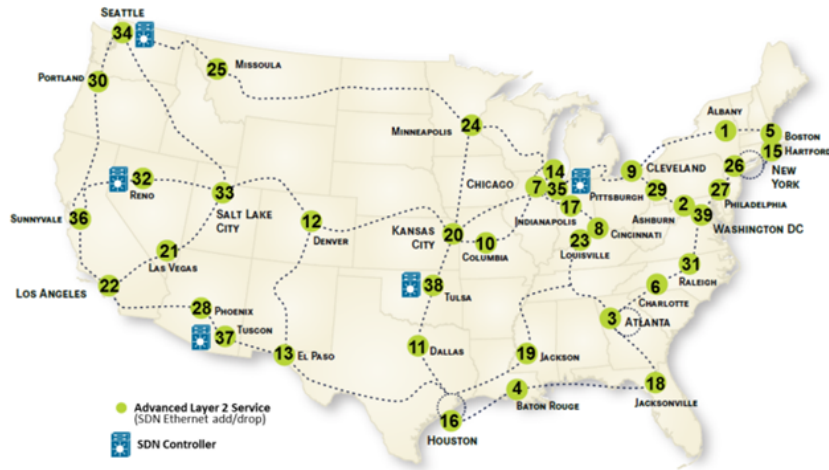 SEATTLE
34
25
MISSOULA
PORTLAND
30
MINNEAPOLIS
24
ALBANY
1
5
BOSTON
15
HARTFORD
14
9
CLEVELAND
26
NEW
YORK
CHICAGO
7
35
PITTSBURGH
29
27
PHILADELPHIA
32
RENO
33
SALT LAKE
CITY
INDIANAPOLIS
17
ASHBURN
2
39
WASHINGTON DC
SUNNYVALE
36
12
DENVER
KANSAS
CITY
20
10
COLUMBIA
8
CINCINNATI
23
LOUISVILLE
21
LAS VEGAS
31
RALEIGH
LOS ANGELES
22
38
TULSA
6
CHARLOTTE
28
PHOENIX
3
ATLANTA
37
TUSCON
13
EL PASO
11
DALLAS
19
JACKSON
4
BATON ROUGE
18
JACKSONVILLE
16
HOUSTON
Advanced Layer 2 Service
(SDN Ethernet add/drop)
SDN Controller